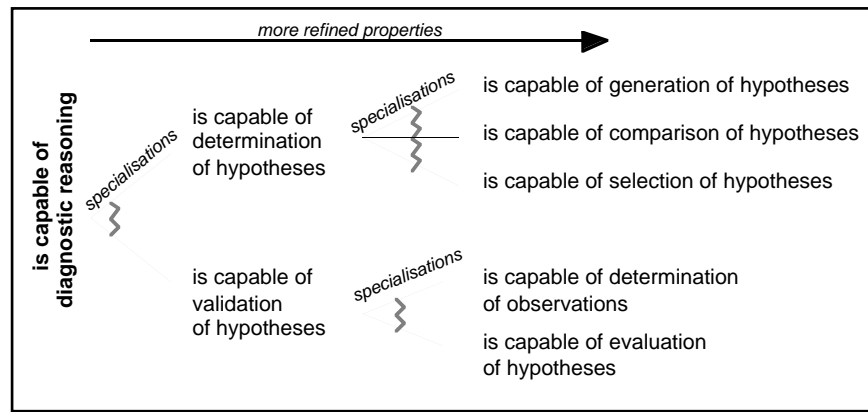 more refined properties
is capable of
diagnostic reasoning
specialisations
is capable of
determination
of hypotheses
specialisations
is capable of generation of hypotheses
is capable of comparison of hypotheses
is capable of selection of hypotheses
is capable of
validation
of hypotheses
specialisations
is capable of determination
of observations
is capable of evaluation
of hypotheses